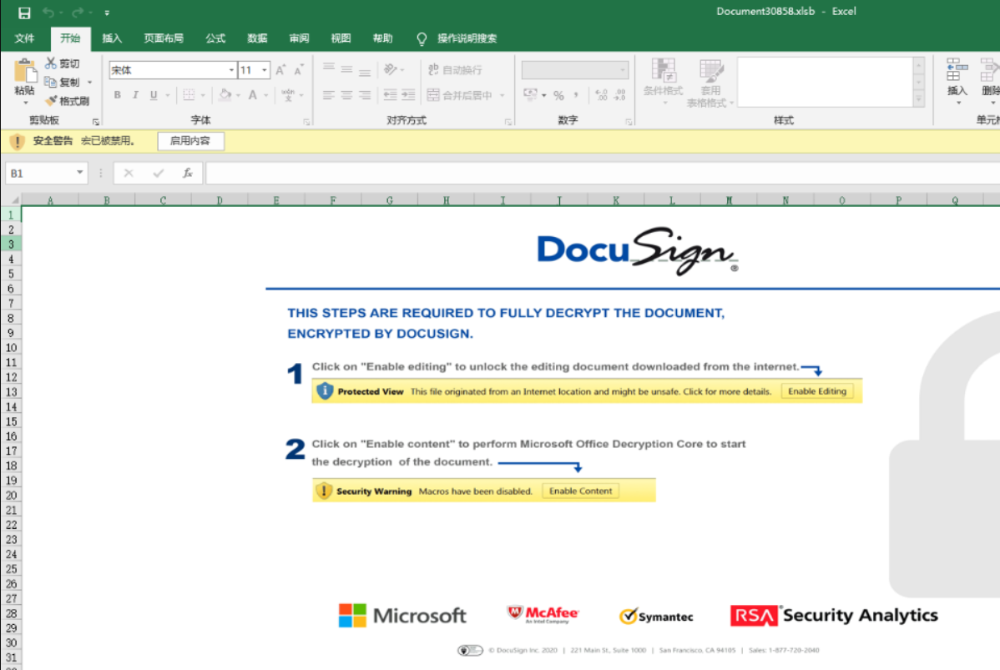 Document30858.xlsb - Excel
文件 开始 插入 页面布局 公式 数据 审阅 视图 帮助 操作说明搜索
剪切
宋体 11 A A
自动换行
粘贴 复制
条件格式 套用 插入 删除
格式刷
B I U A wén 文 合并后居中 % , .00
表格格式
剪贴板 字体 对齐方式 数字 样式
安全警告 宏已被禁用。 启用内容
B1 fx
A B C D E F G H I J K L M N O P Q
1
2
3
4
5
6
7
8
9
10
11
12
13
14
15
16
17
18
19
20
21
22
23
24
25
26
27
28
29
30
31
DocuSign®
THIS STEPS ARE REQUIRED TO FULLY DECRYPT THE DOCUMENT,
ENCRYPTED BY DOCUSIGN.
1 Click on "Enable editing" to unlock the editing document downloaded from the internet.
Protected View This file originated from an Internet location and might be unsafe. Click for more details. Enable Editing
2 Click on "Enable content" to perform Microsoft Office Decryption Core to start
the decryption of the document.
Security Warning Macros have been disabled. Enable Content
Microsoft McAfee Symantec RSA Security Analytics
An Intel Company
© DocuSign Inc. 2020 | 221 Main St., Suite 1000 | San Francisco, CA 94105 | Sales: 1-877-720-2040